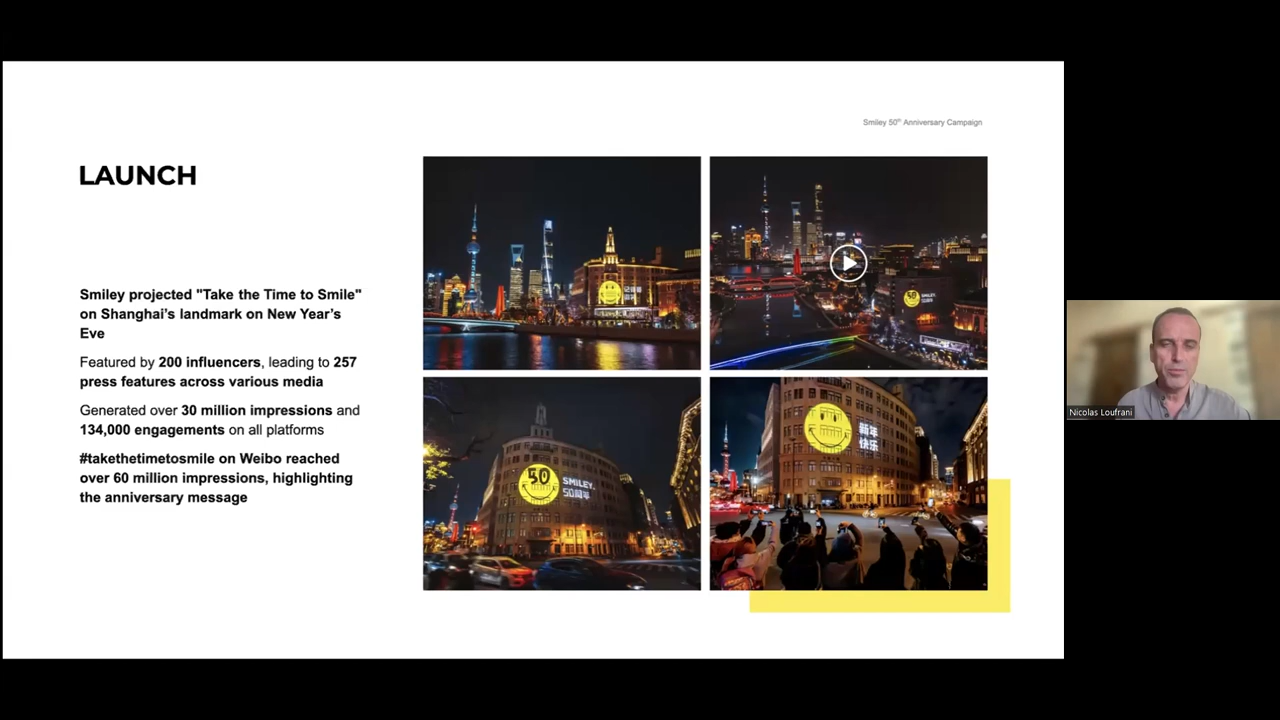 Smiley 50th Anniversary Campaign
LAUNCH
Smiley projected "Take the Time to Smile"
on Shanghai's landmark on New Year's
Eve
Featured by 200 influencers, leading to 257
press features across various media
Generated over 30 million impressions and
134,000 engagements on all platforms
#takethetimetosmile on Weibo reached
over 60 million impressions, highlighting
the anniversary message
50
SMILEY.
50周年
新年
快乐
Nicolas Loufrani